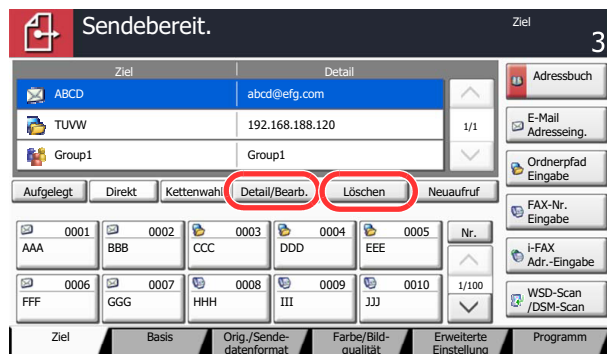 Sendebereit.
Ziel
3
Ziel Detail
ABCD abcd@efg.com
TUVW 192.168.188.120
1/1
Group1 Group1
Adressbuch
E-Mail
Adresseing.
Ordnerpfad
Eingabe
FAX-Nr.
Eingabe
i-FAX
Adr.-Eingabe
WSD-Scan
/DSM-Scan
Aufgelegt Direkt Kettenwahl Detail/Bearb. Löschen Neuaufruf
0001 0002 0003 0004 0005 Nr.
AAA BBB CCC DDD EEE
0006 0007 0008 0009 0010 1/100
FFF GGG HHH III JJJ
Ziel Basis Orig./Sende-
datenformat Farbe/Bild-
qualität Erweiterte
Einstellung Programm